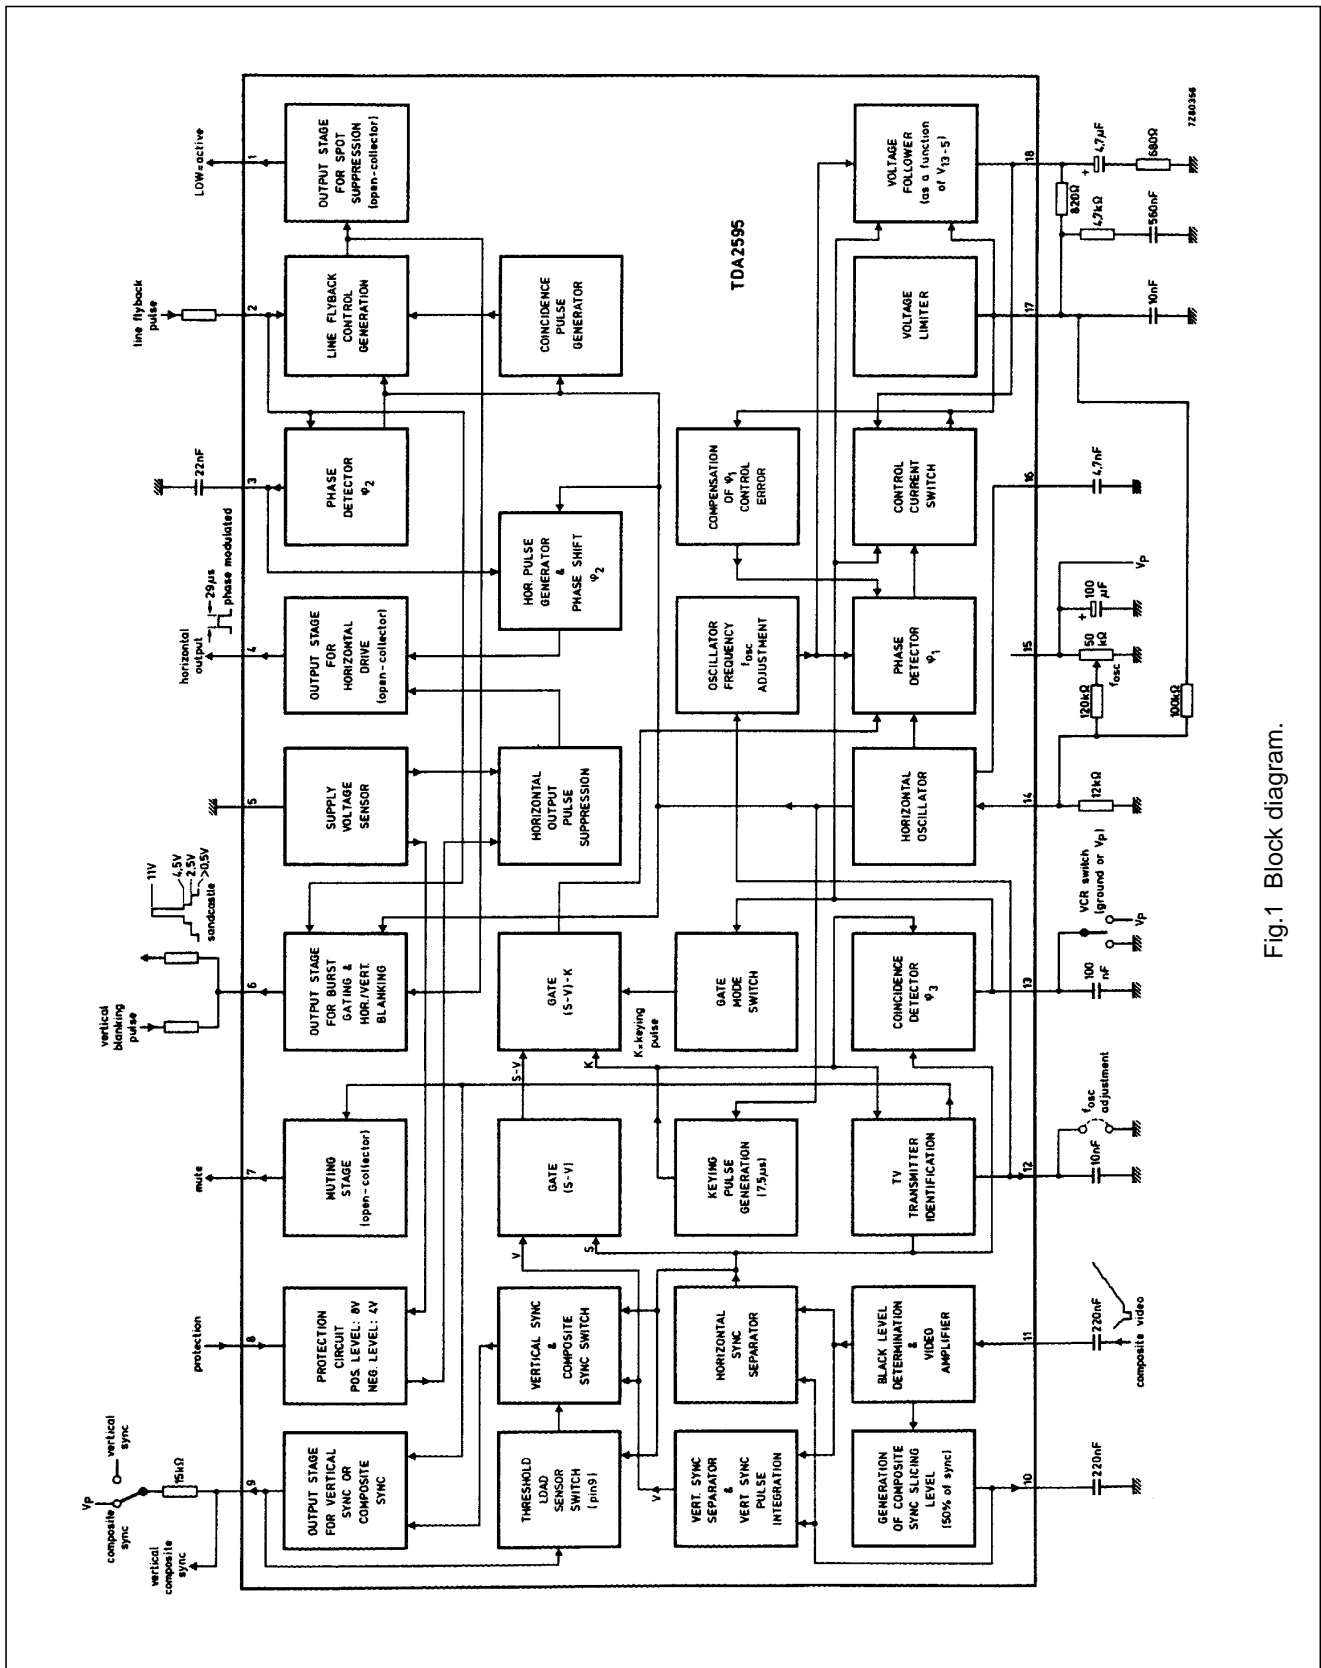 Fig.1 Block diagram.
TDA2595
7Z80356
vertical
composite
sync
composite
sync
Vp
vertical
sync
15kΩ
9
protection
8
mute
7
vertical
blanking
pulse
6
11V
4,5V
2,5V
>0,5V
sandcastle
5
horizontal
output
4
29µs
phase modulated
22nF
3
line flyback
pulse
2
LOW=active
1
OUTPUT STAGE
FOR VERTICAL
SYNC OR
COMPOSITE
SYNC
PROTECTION
CIRCUIT
POS. LEVEL: 8V
NEG. LEVEL: 4V
MUTING
STAGE
(open-collector)
OUTPUT STAGE
FOR BURST
GATING &
HOR./VERT.
BLANKING
SUPPLY
VOLTAGE
SENSOR
OUTPUT STAGE
FOR
HORIZONTAL
DRIVE
(open-collector)
PHASE
DETECTOR
φ2
LINE FLYBACK
CONTROL
GENERATION
OUTPUT STAGE
FOR SPOT
SUPPRESSION
(open-collector)
THRESHOLD
LOAD
SENSOR
SWITCH
(pin9)
VERTICAL SYNC
&
COMPOSITE
SYNC SWITCH
V
S
GATE
(S-V)
S-V
K
GATE
(S-V)-K
K=keying
pulse
HORIZONTAL
OUTPUT
PULSE
SUPPRESSION
HOR. PULSE
GENERATOR
&
PHASE SHIFT
φ2
COINCIDENCE
PULSE
GENERATOR
V
VERT. SYNC
SEPARATOR
&
VERT. SYNC
PULSE
INTEGRATION
HORIZONTAL
SYNC
SEPARATOR
KEYING
PULSE
GENERATION
(7,5µs)
GATE
MODE
SWITCH
OSCILLATOR
FREQUENCY
fosc
ADJUSTMENT
COMPENSATION
OF φ1
CONTROL
ERROR
GENERATION
OF COMPOSITE
SYNC SLICING
LEVEL
(50% of sync)
BLACK LEVEL
DETERMINATION
&
VIDEO
AMPLIFIER
TV
TRANSMITTER
IDENTIFICATION
COINCIDENCE
DETECTOR
φ3
HORIZONTAL
OSCILLATOR
PHASE
DETECTOR
φ1
CONTROL
CURRENT
SWITCH
VOLTAGE
LIMITER
VOLTAGE
FOLLOWER
(as a function
of V13-5)
10
220nF
11
220nF
composite video
12
10nF
fosc
adjustment
13
100
nF
VCR switch
(ground or Vp)
Vp
14
12kΩ
120kΩ
fosc
15
50
kΩ
+
100
µF
Vp
100kΩ
16
4,7nF
17
10nF
820Ω
4,7kΩ
560nF
18
+
4,7µF
680Ω